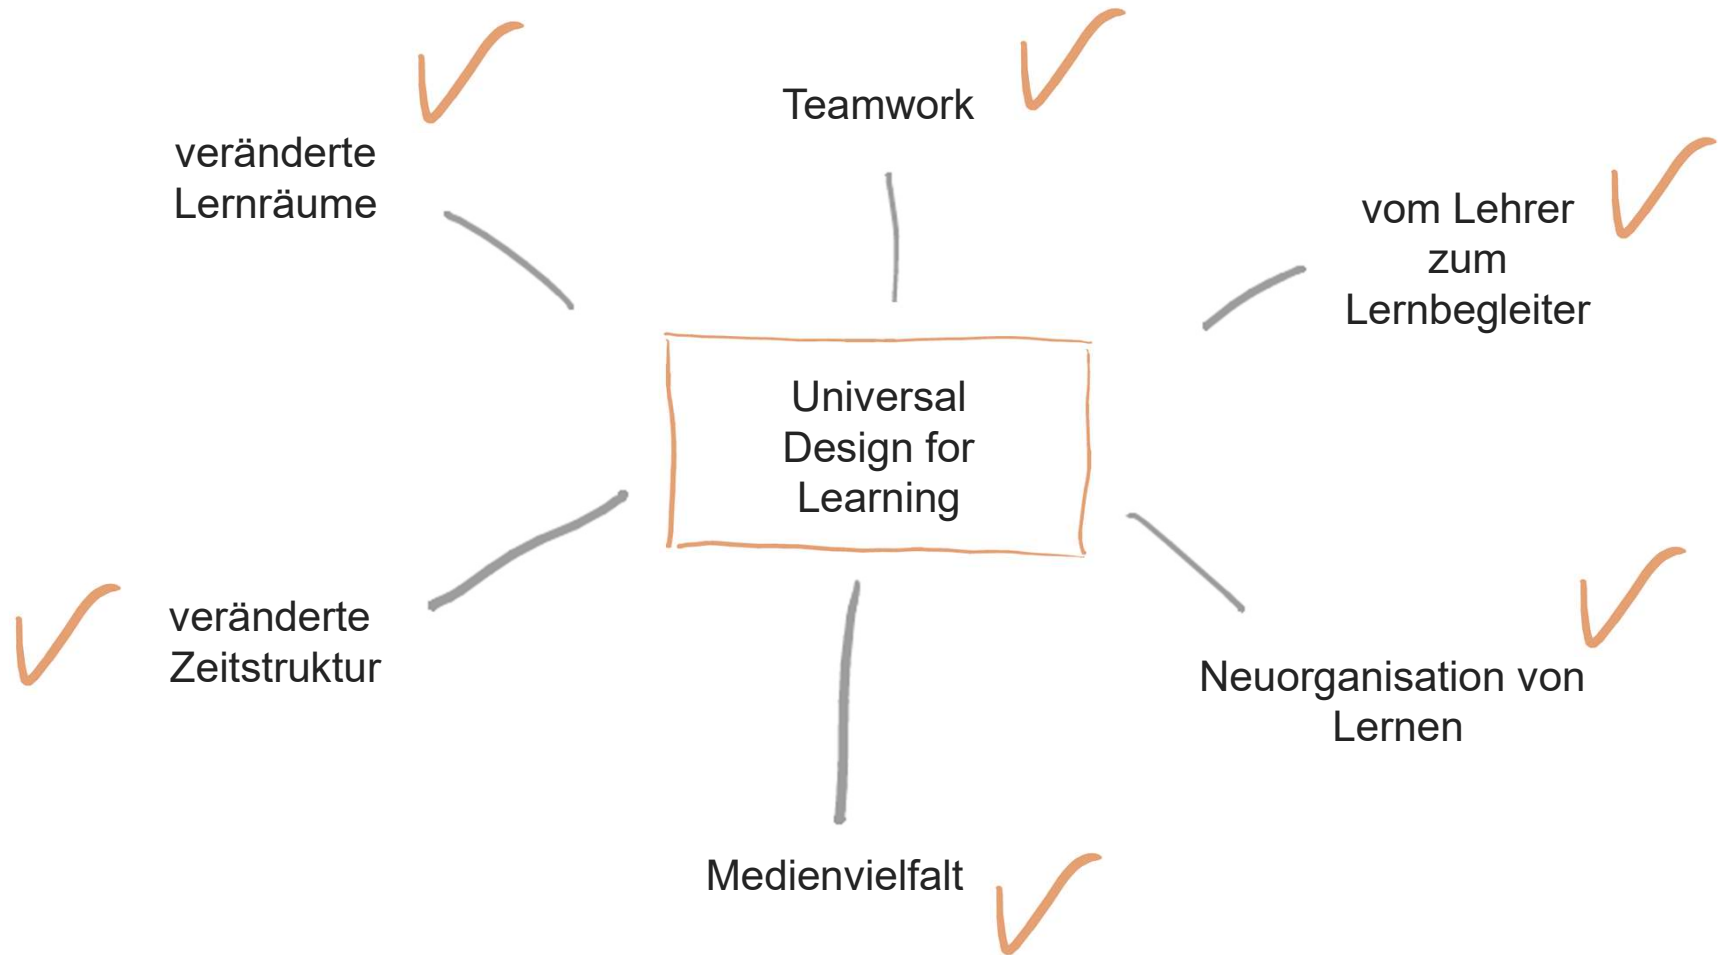 Teamwork
veränderte
Lernräume
vom Lehrer
zum
Lernbegleiter
Universal
Design for
Learning
veränderte
Zeitstruktur
Neuorganisation von
Lernen
Medienvielfalt